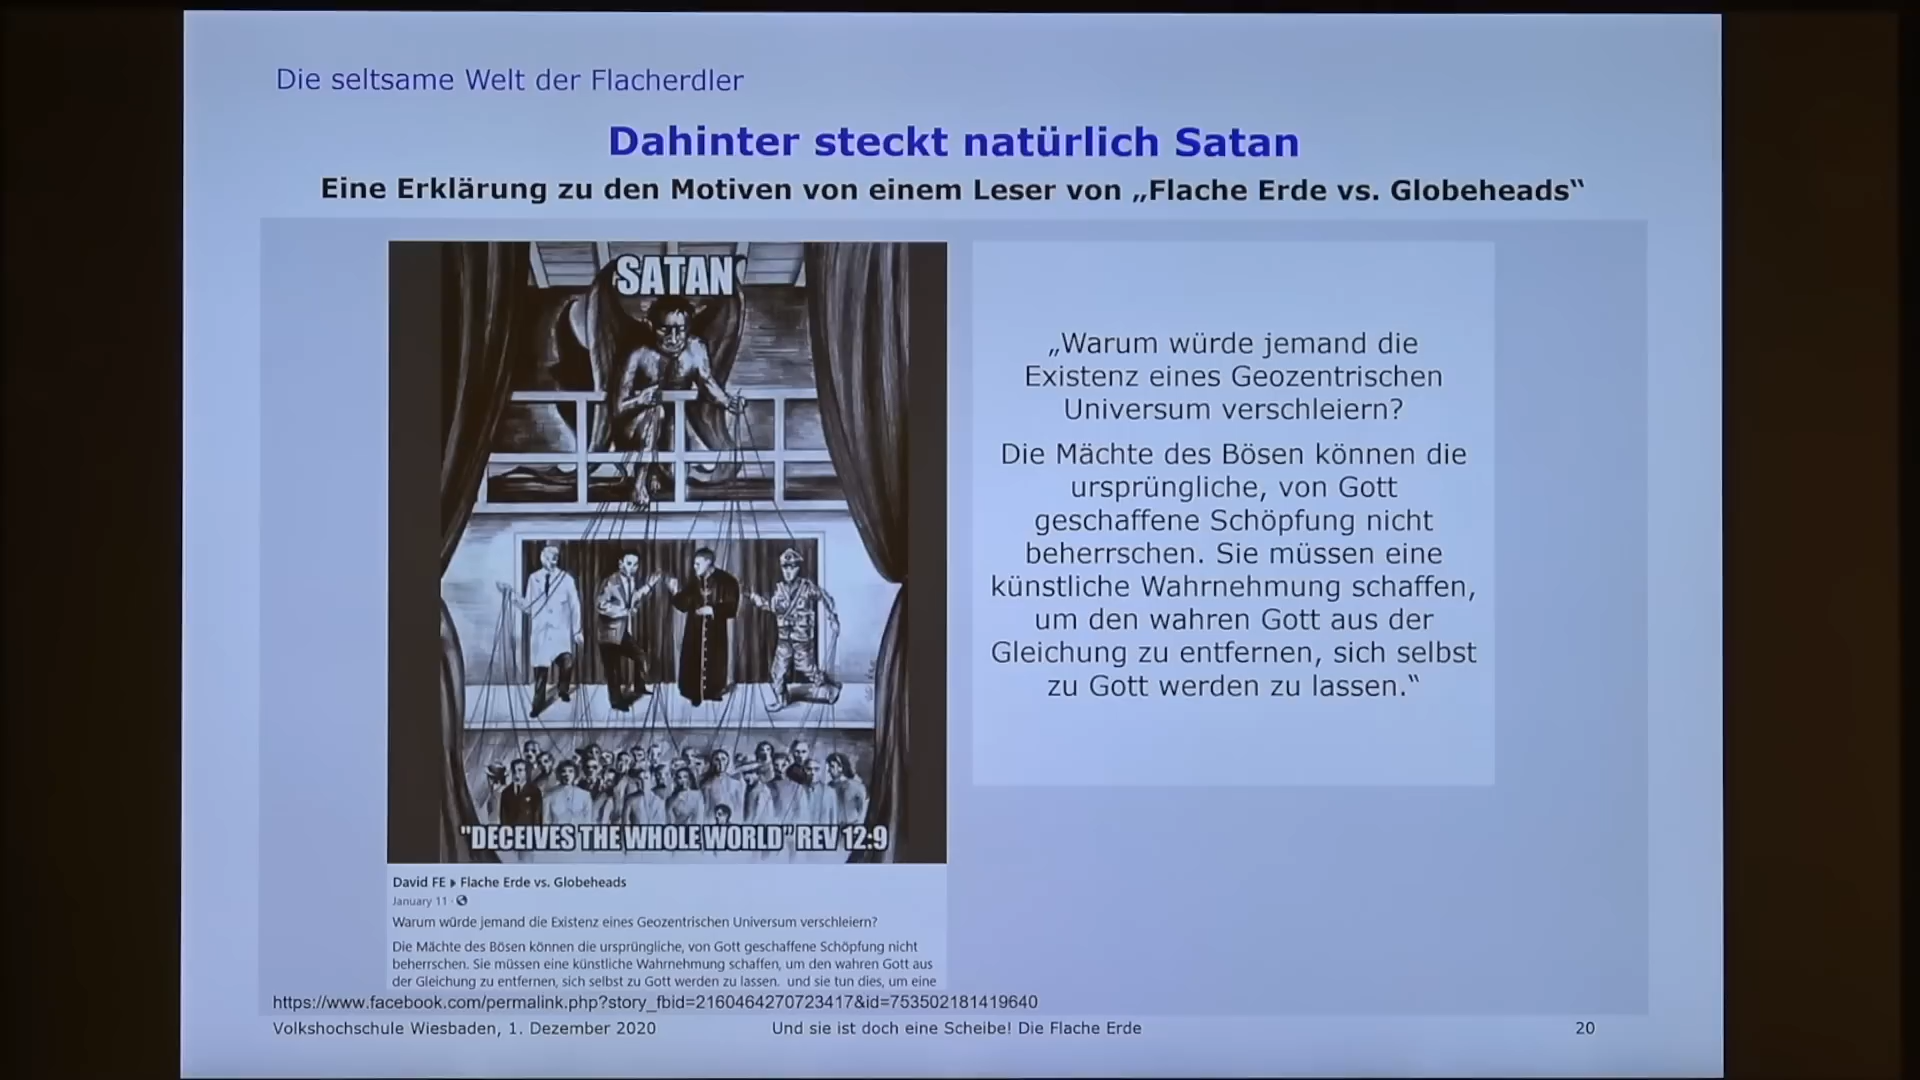 Die seltsame Welt der Flacherdler
Dahinter steckt natürlich Satan
Eine Erklärung zu den Motiven von einem Leser von „Flache Erde vs. Globeheads“
SATAN
"DECEIVES THE WHOLE WORLD" REV 12:9
David FE ▸ Flache Erde vs. Globeheads
January 11 ·
Warum würde jemand die Existenz eines Geozentrischen Universum verschleiern?
Die Mächte des Bösen können die ursprüngliche, von Gott geschaffene Schöpfung nicht
beherrschen. Sie müssen eine künstliche Wahrnehmung schaffen, um den wahren Gott aus
der Gleichung zu entfernen, sich selbst zu Gott werden zu lassen. und sie tun dies, um eine
„Warum würde jemand die
Existenz eines Geozentrischen
Universum verschleiern?
Die Mächte des Bösen können die
ursprüngliche, von Gott
geschaffene Schöpfung nicht
beherrschen. Sie müssen eine
künstliche Wahrnehmung schaffen,
um den wahren Gott aus der
Gleichung zu entfernen, sich selbst
zu Gott werden zu lassen.“
https://www.facebook.com/permalink.php?story_fbid=2160464270723417&id=753502181419640
Volkshochschule Wiesbaden, 1. Dezember 2020
Und sie ist doch eine Scheibe! Die Flache Erde
20